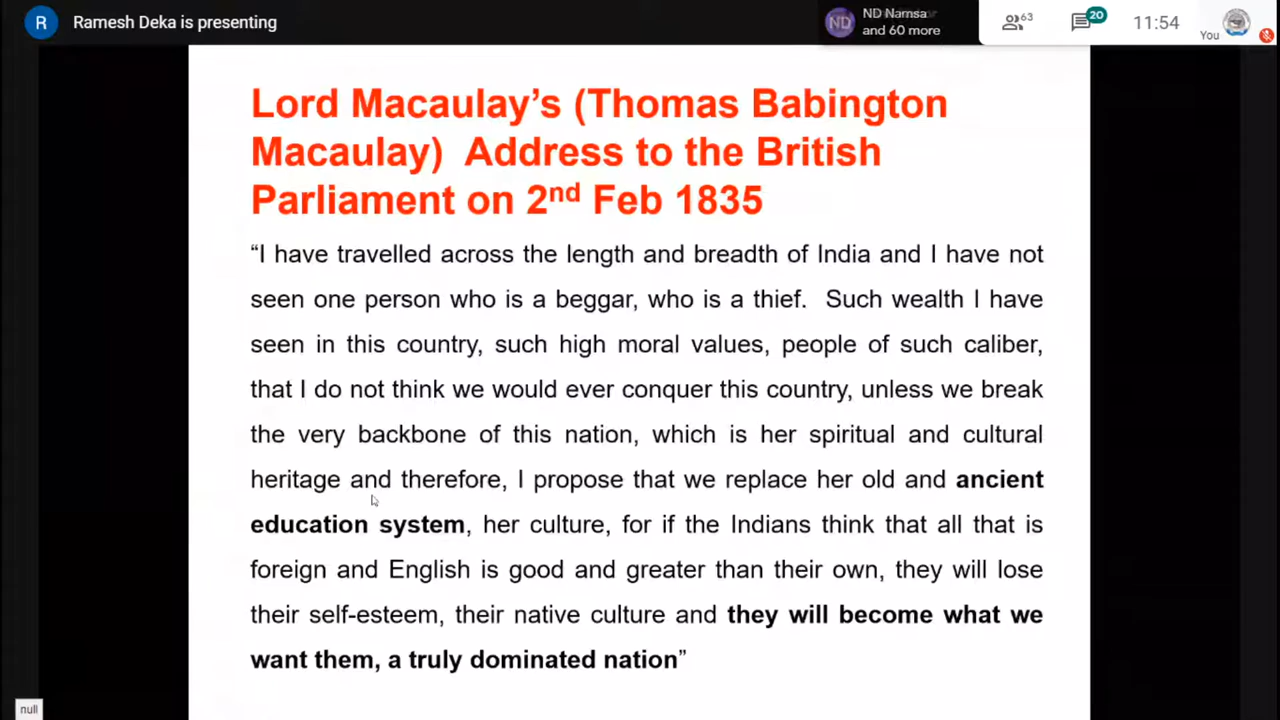 R Ramesh Deka is presenting
ND ND Namsa
and 60 more
63
20
11:54
You
Lord Macaulay's (Thomas Babington
Macaulay) Address to the British
Parliament on 2nd Feb 1835
“I have travelled across the length and breadth of India and I have not
seen one person who is a beggar, who is a thief. Such wealth I have
seen in this country, such high moral values, people of such caliber,
that I do not think we would ever conquer this country, unless we break
the very backbone of this nation, which is her spiritual and cultural
heritage and therefore, I propose that we replace her old and ancient
education system, her culture, for if the Indians think that all that is
foreign and English is good and greater than their own, they will lose
their self-esteem, their native culture and they will become what we
want them, a truly dominated nation”
null